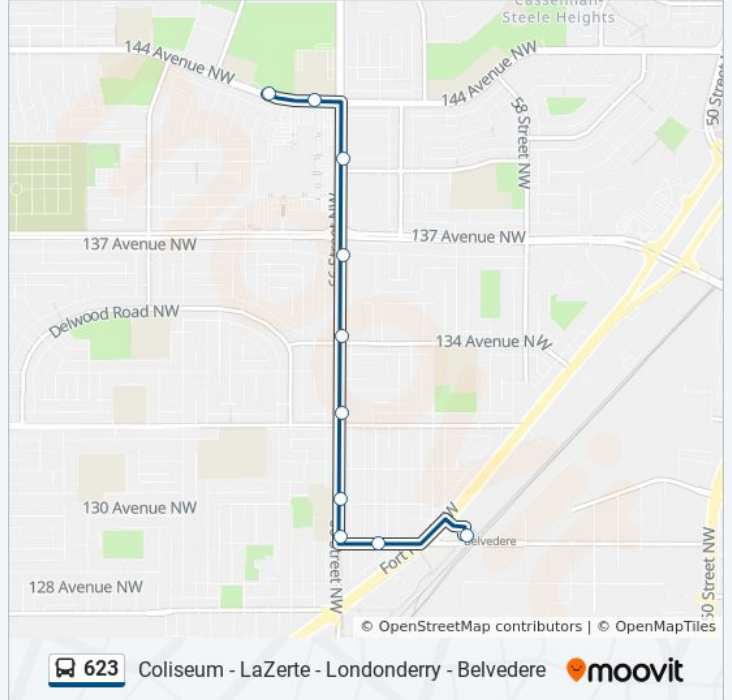 Casselman-
Steele Heights
144 Avenue NW
144 Avenue NW
58 Street NW
50 Street
137 Avenue NW
137 Avenue NW
Delwood Road NW
134 Avenue NW
130 Avenue NW
Belvedere
Fort
128 Avenue NW
Street NW
50 Street NW
© OpenStreetMap contributors | © OpenMapTiles
623 Coliseum - LaZerte - Londonderry - Belvedere moovit